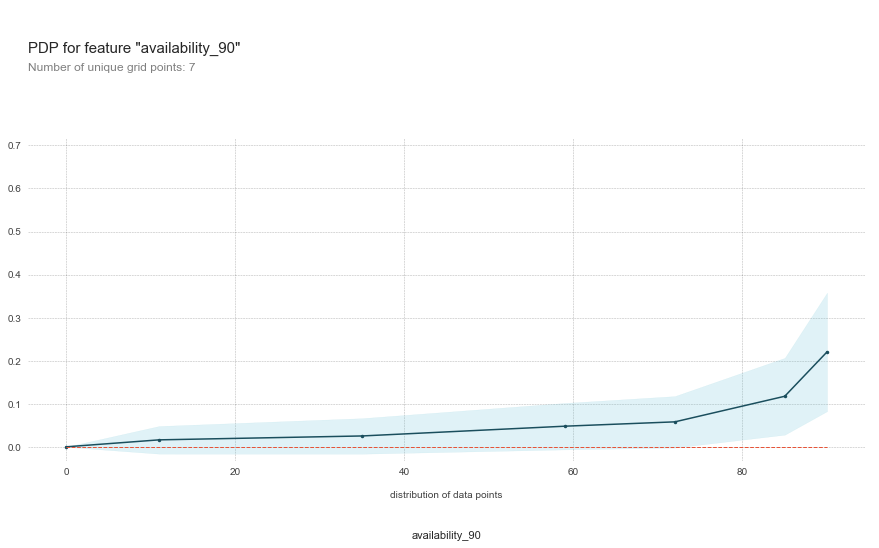 PDP for feature "availability_90"
Number of unique grid points: 7
0.7
0.6
0.5
0.4
0.3
0.2
0.1
0.0
0 20 40 60 80
distribution of data points
availability_90